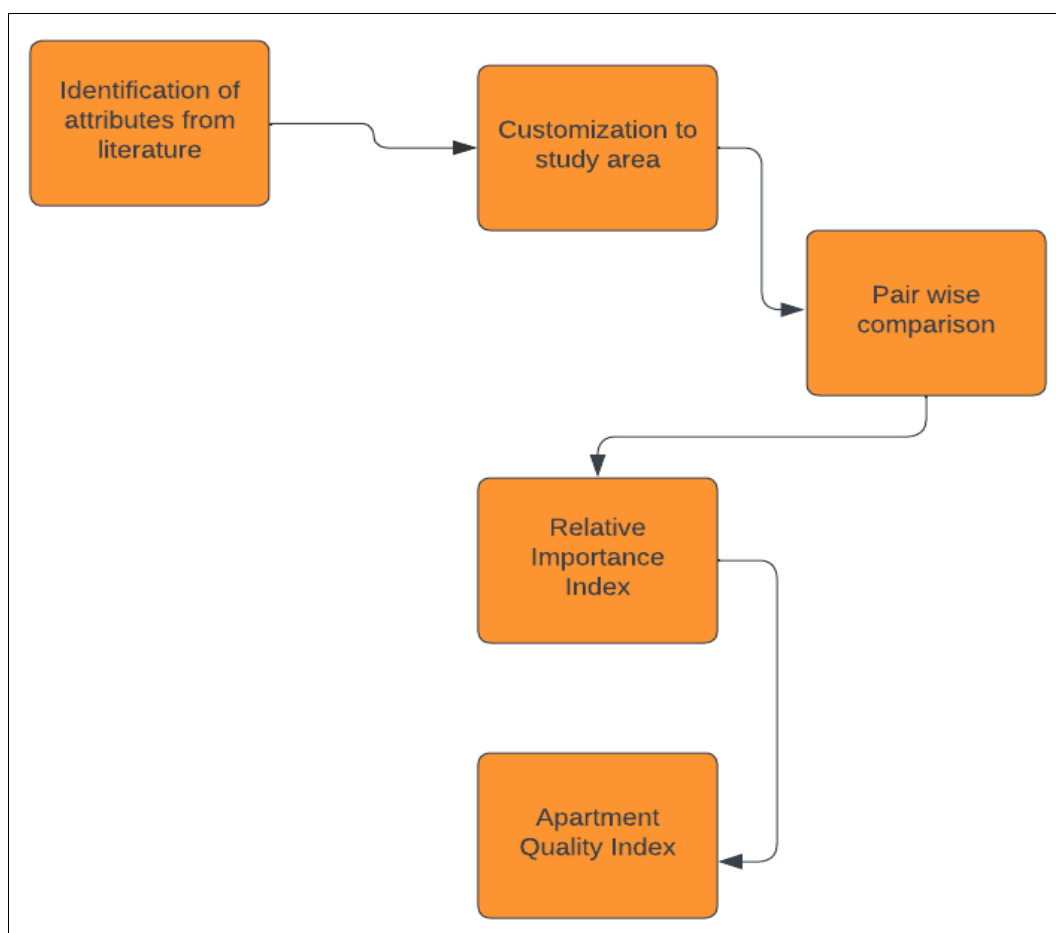 Identification of
attributes from
literature
Customization to
study area
Pair wise
comparison
Relative
Importance
Index
Apartment
Quality Index